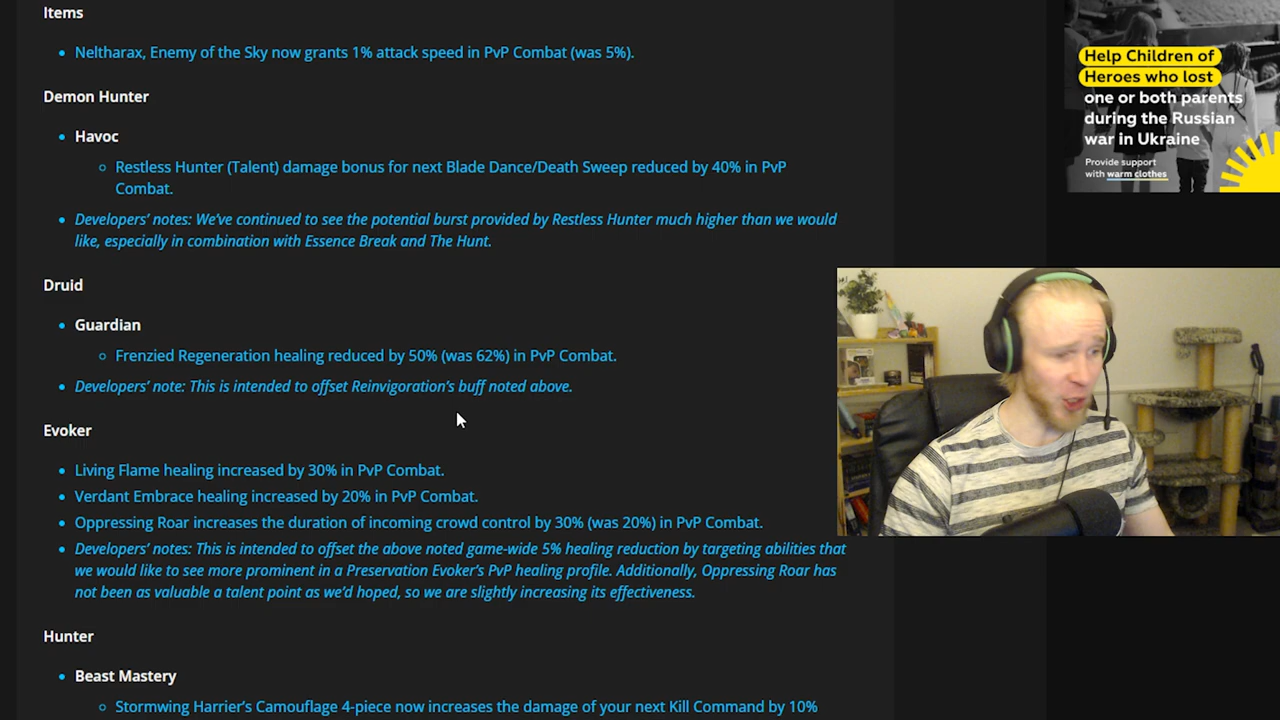 Items
Neltharax, Enemy of the Sky now grants 1% attack speed in PvP Combat (was 5%).
Demon Hunter
Havoc
Restless Hunter (Talent) damage bonus for next Blade Dance/Death Sweep reduced by 40% in PvP
Combat.
Developers’ notes: We’ve continued to see the potential burst provided by Restless Hunter much higher than we would
like, especially in combination with Essence Break and The Hunt.
Druid
Guardian
Frenzied Regeneration healing reduced by 50% (was 62%) in PvP Combat.
Developers’ note: This is intended to offset Reinvigoration’s buff noted above.
Evoker
Living Flame healing increased by 30% in PvP Combat.
Verdant Embrace healing increased by 20% in PvP Combat.
Oppressing Roar increases the duration of incoming crowd control by 30% (was 20%) in PvP Combat.
Developers’ notes: This is intended to offset the above noted game-wide 5% healing reduction by targeting abilities that
we would like to see more prominent in a Preservation Evoker’s PvP healing profile. Additionally, Oppressing Roar has
not been as valuable a talent point as we’d hoped, so we are slightly increasing its effectiveness.
Hunter
Beast Mastery
Stormwing Harrier’s Camouflage 4-piece now increases the damage of your next Kill Command by 10%
Help Children of
Heroes who lost
one or both parents
during the Russian
war in Ukraine
Provide support
with warm clothes